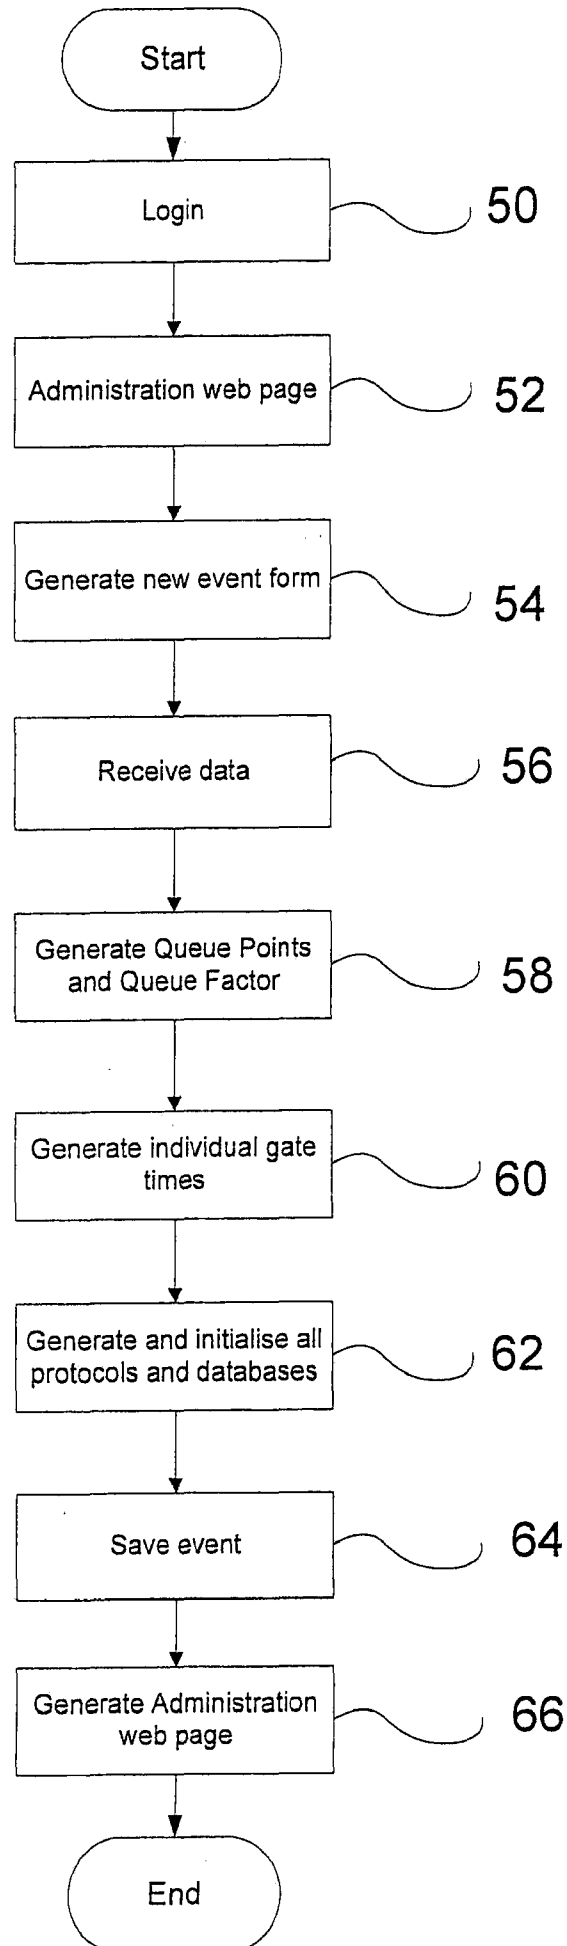 Start
Login
50
Administration web page
52
Generate new event form
54
Receive data
56
Generate Queue Points
and Queue Factor
58
Generate individual gate
times
60
Generate and initialise all
protocols and databases
62
Save event
64
Generate Administration
web page
66
End